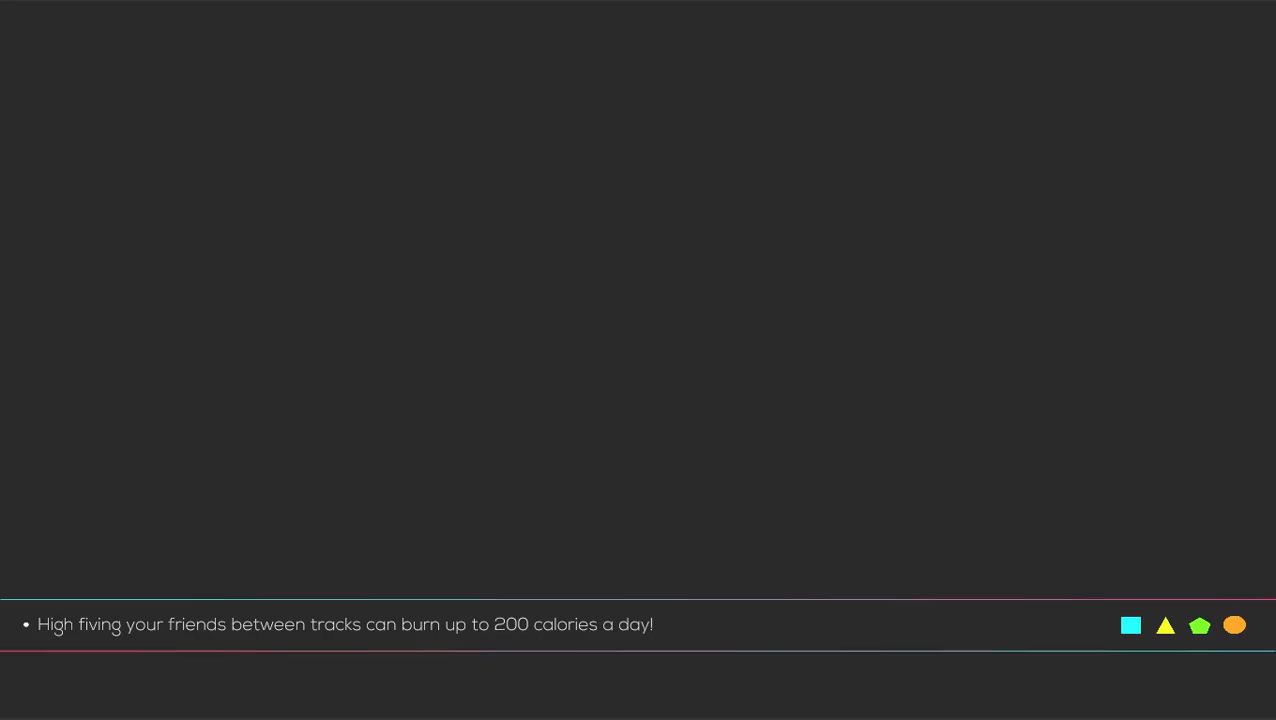 • High fiving your friends between tracks can burn up to 200 calories a day!